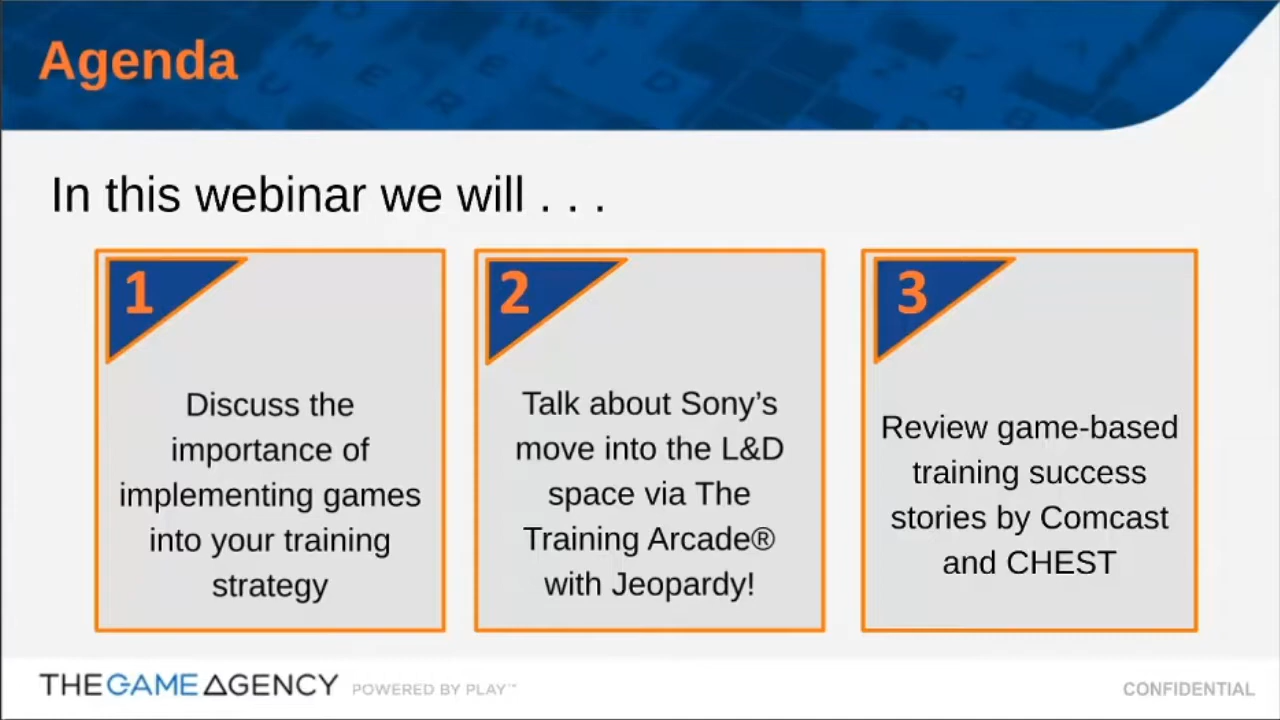 Agenda
In this webinar we will . . .
1
Discuss the
importance of
implementing games
into your training
strategy
2
Talk about Sony’s
move into the L&D
space via The
Training Arcade®
with Jeopardy!
3
Review game-based
training success
stories by Comcast
and CHEST
THEGAMEAGENCY POWERED BY PLAY™
CONFIDENTIAL